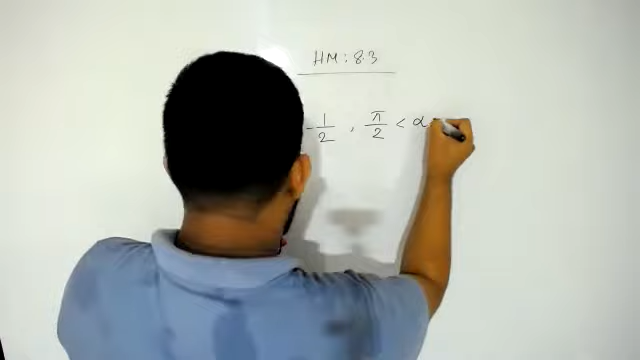 HM : 8.3
- 1/2 , π/2 < α